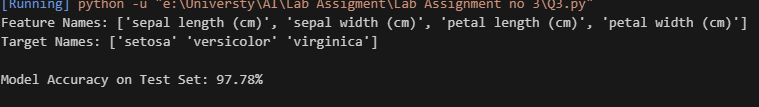 [Running] python -u "e:\Universty\AI\Lab Assigment\Lab Assignment no 3\Q3.py"
Feature Names: ['sepal length (cm)', 'sepal width (cm)', 'petal length (cm)', 'petal width (cm)']
Target Names: ['setosa' 'versicolor' 'virginica']
Model Accuracy on Test Set: 97.78%